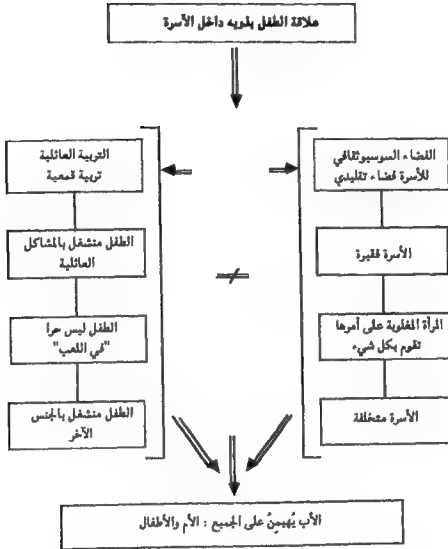 علاقة الطفل بذويه داخل الأسرة
الفضاء السوسيوثقافي
للأسرة فضاء تقليدي
الأسرة فقيرة
المرأة المغلوبة على أمرها
تقوم بكل شيء
الأسرة متخلفة
التربية العائلية
تربية قمعية
الطفل منشغل بالمشاكل
العائلية
الطفل ليس حرا
"في اللعب"
الطفل منشغل بالجنس
الآخر
الأب يُهيمنُ على الجميع : الأم والأطفال